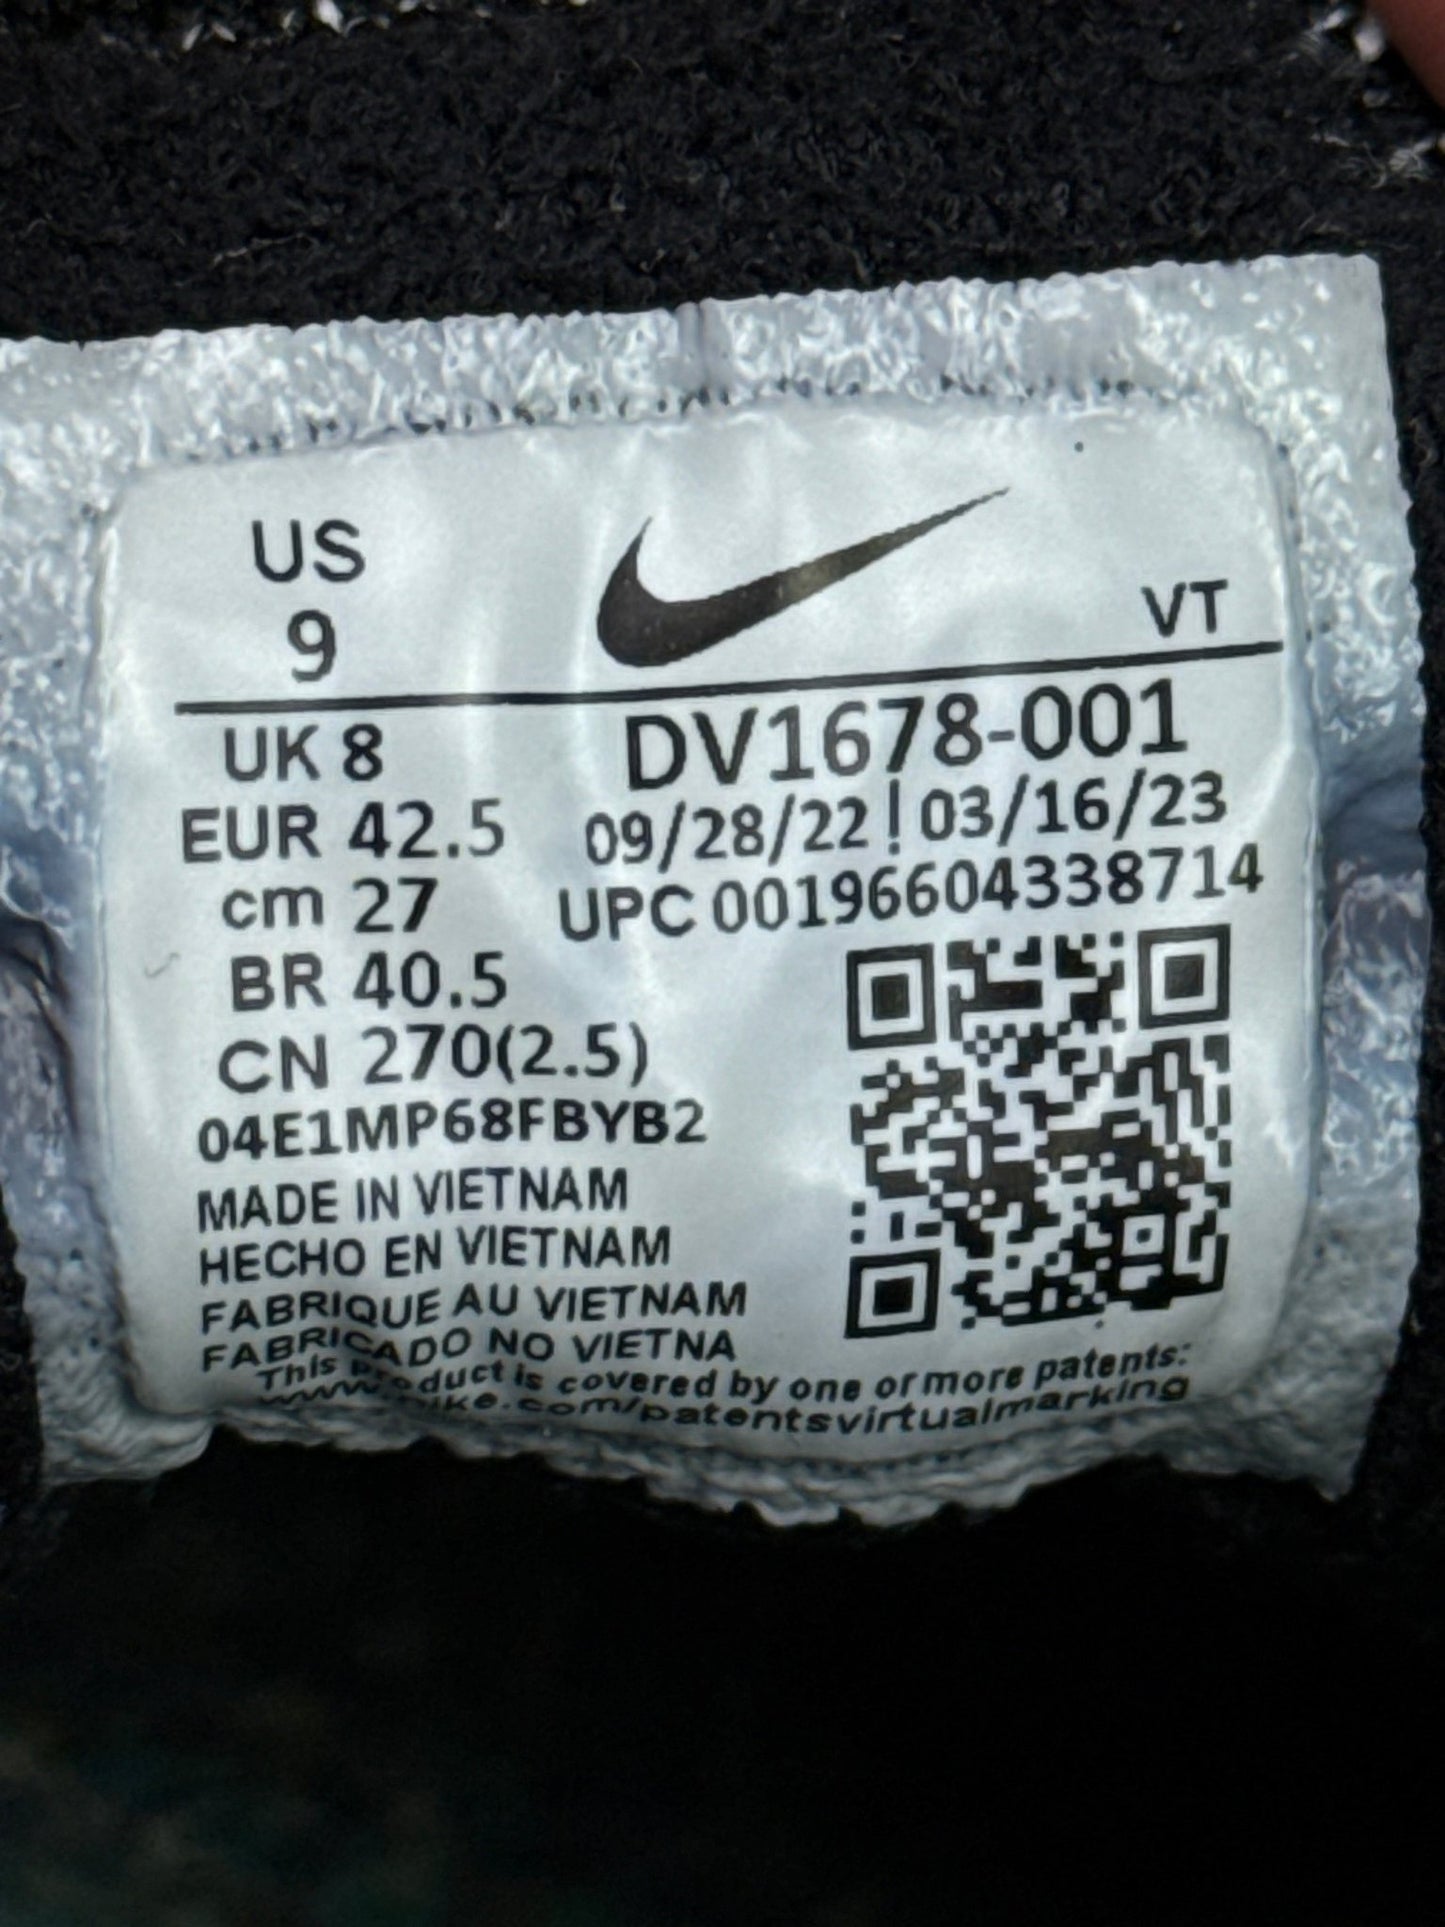 US
9
VT
UK 8
DV1678-001
EUR 42.5
09/28/22 ! 03/16/23
cm 27
UPC 00196604338714
BR 40.5
CN 270(2.5)
04E1MP68FBYB2
MADE IN VIETNAM
HECHO EN VIETNAM
FABRIQUE AU VIETNAM
FABRICADO NO VIETNA
This product is covered by one or more patents:
www.nike.com/patentsvirtualmarking